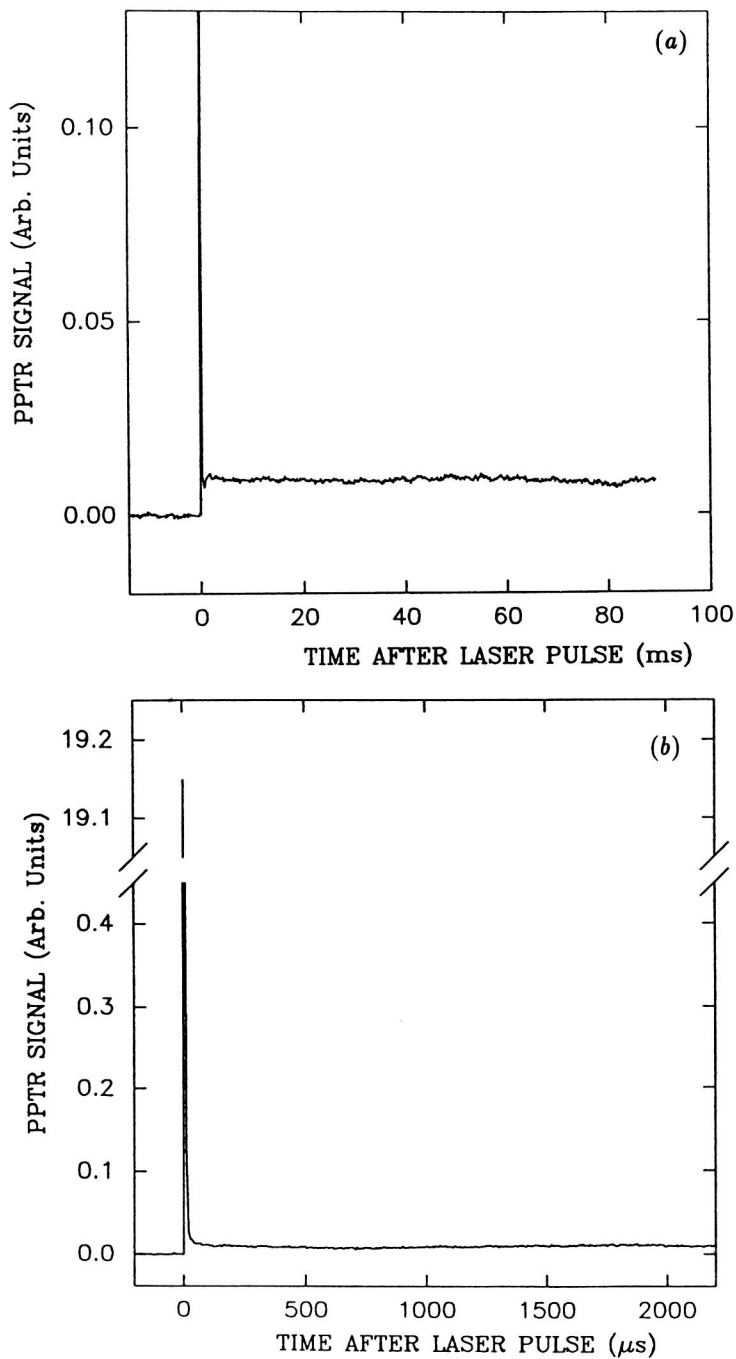 (a)
PPTR SIGNAL (Arb. Units)
0.10
0.05
0.00
0 20 40 60 80 100
TIME AFTER LASER PULSE (ms)
(b)
PPTR SIGNAL (Arb. Units)
19.2
19.1
0.4
0.3
0.2
0.1
0.0
0 500 1000 1500 2000
TIME AFTER LASER PULSE (μs)